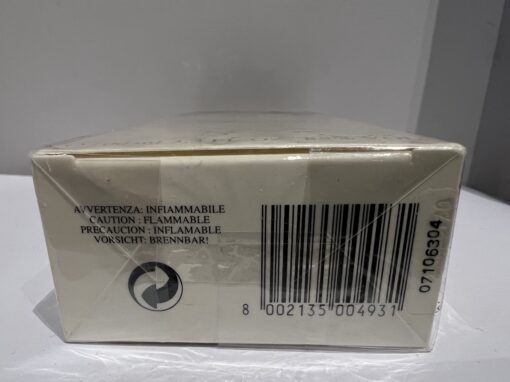 AVVERTENZA: INFIAMMABILE
CAUTION : FLAMMABLE
PRECAUCION : INFLAMABLE
VORSICHT: BRENNBAR!
8 002135 004931
07106304